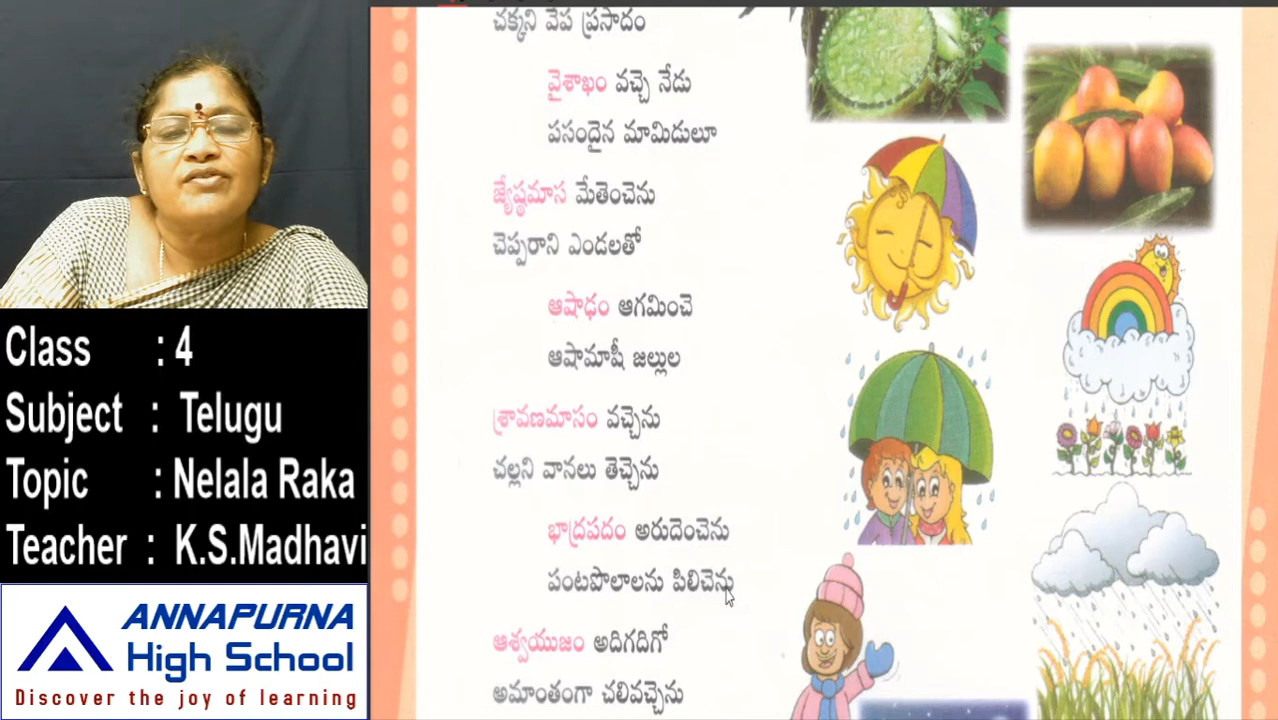 చక్కని వేప ప్రసాదం
వైశాఖం వచ్చె నేడు
పసందైన మామిడులూ
జ్యేష్ఠమాస మేతెంచెను
చెప్పరాని ఎండలతో
ఆషాఢం ఆగమించె
ఆషామాషీ జల్లుల
శ్రావణమాసం వచ్చెను
చల్లని వానలు తెచ్చెను
భాద్రపదం అరుదెంచెను
పంటపొలాలను పిలిచెను
ఆశ్వయుజం అదిగదిగో
అమాంతంగా చలివచ్చెను
Class : 4
Subject : Telugu
Topic : Nelala Raka
Teacher : K.S.Madhavi
ANNAPURNA
High School
Discover the joy of learning